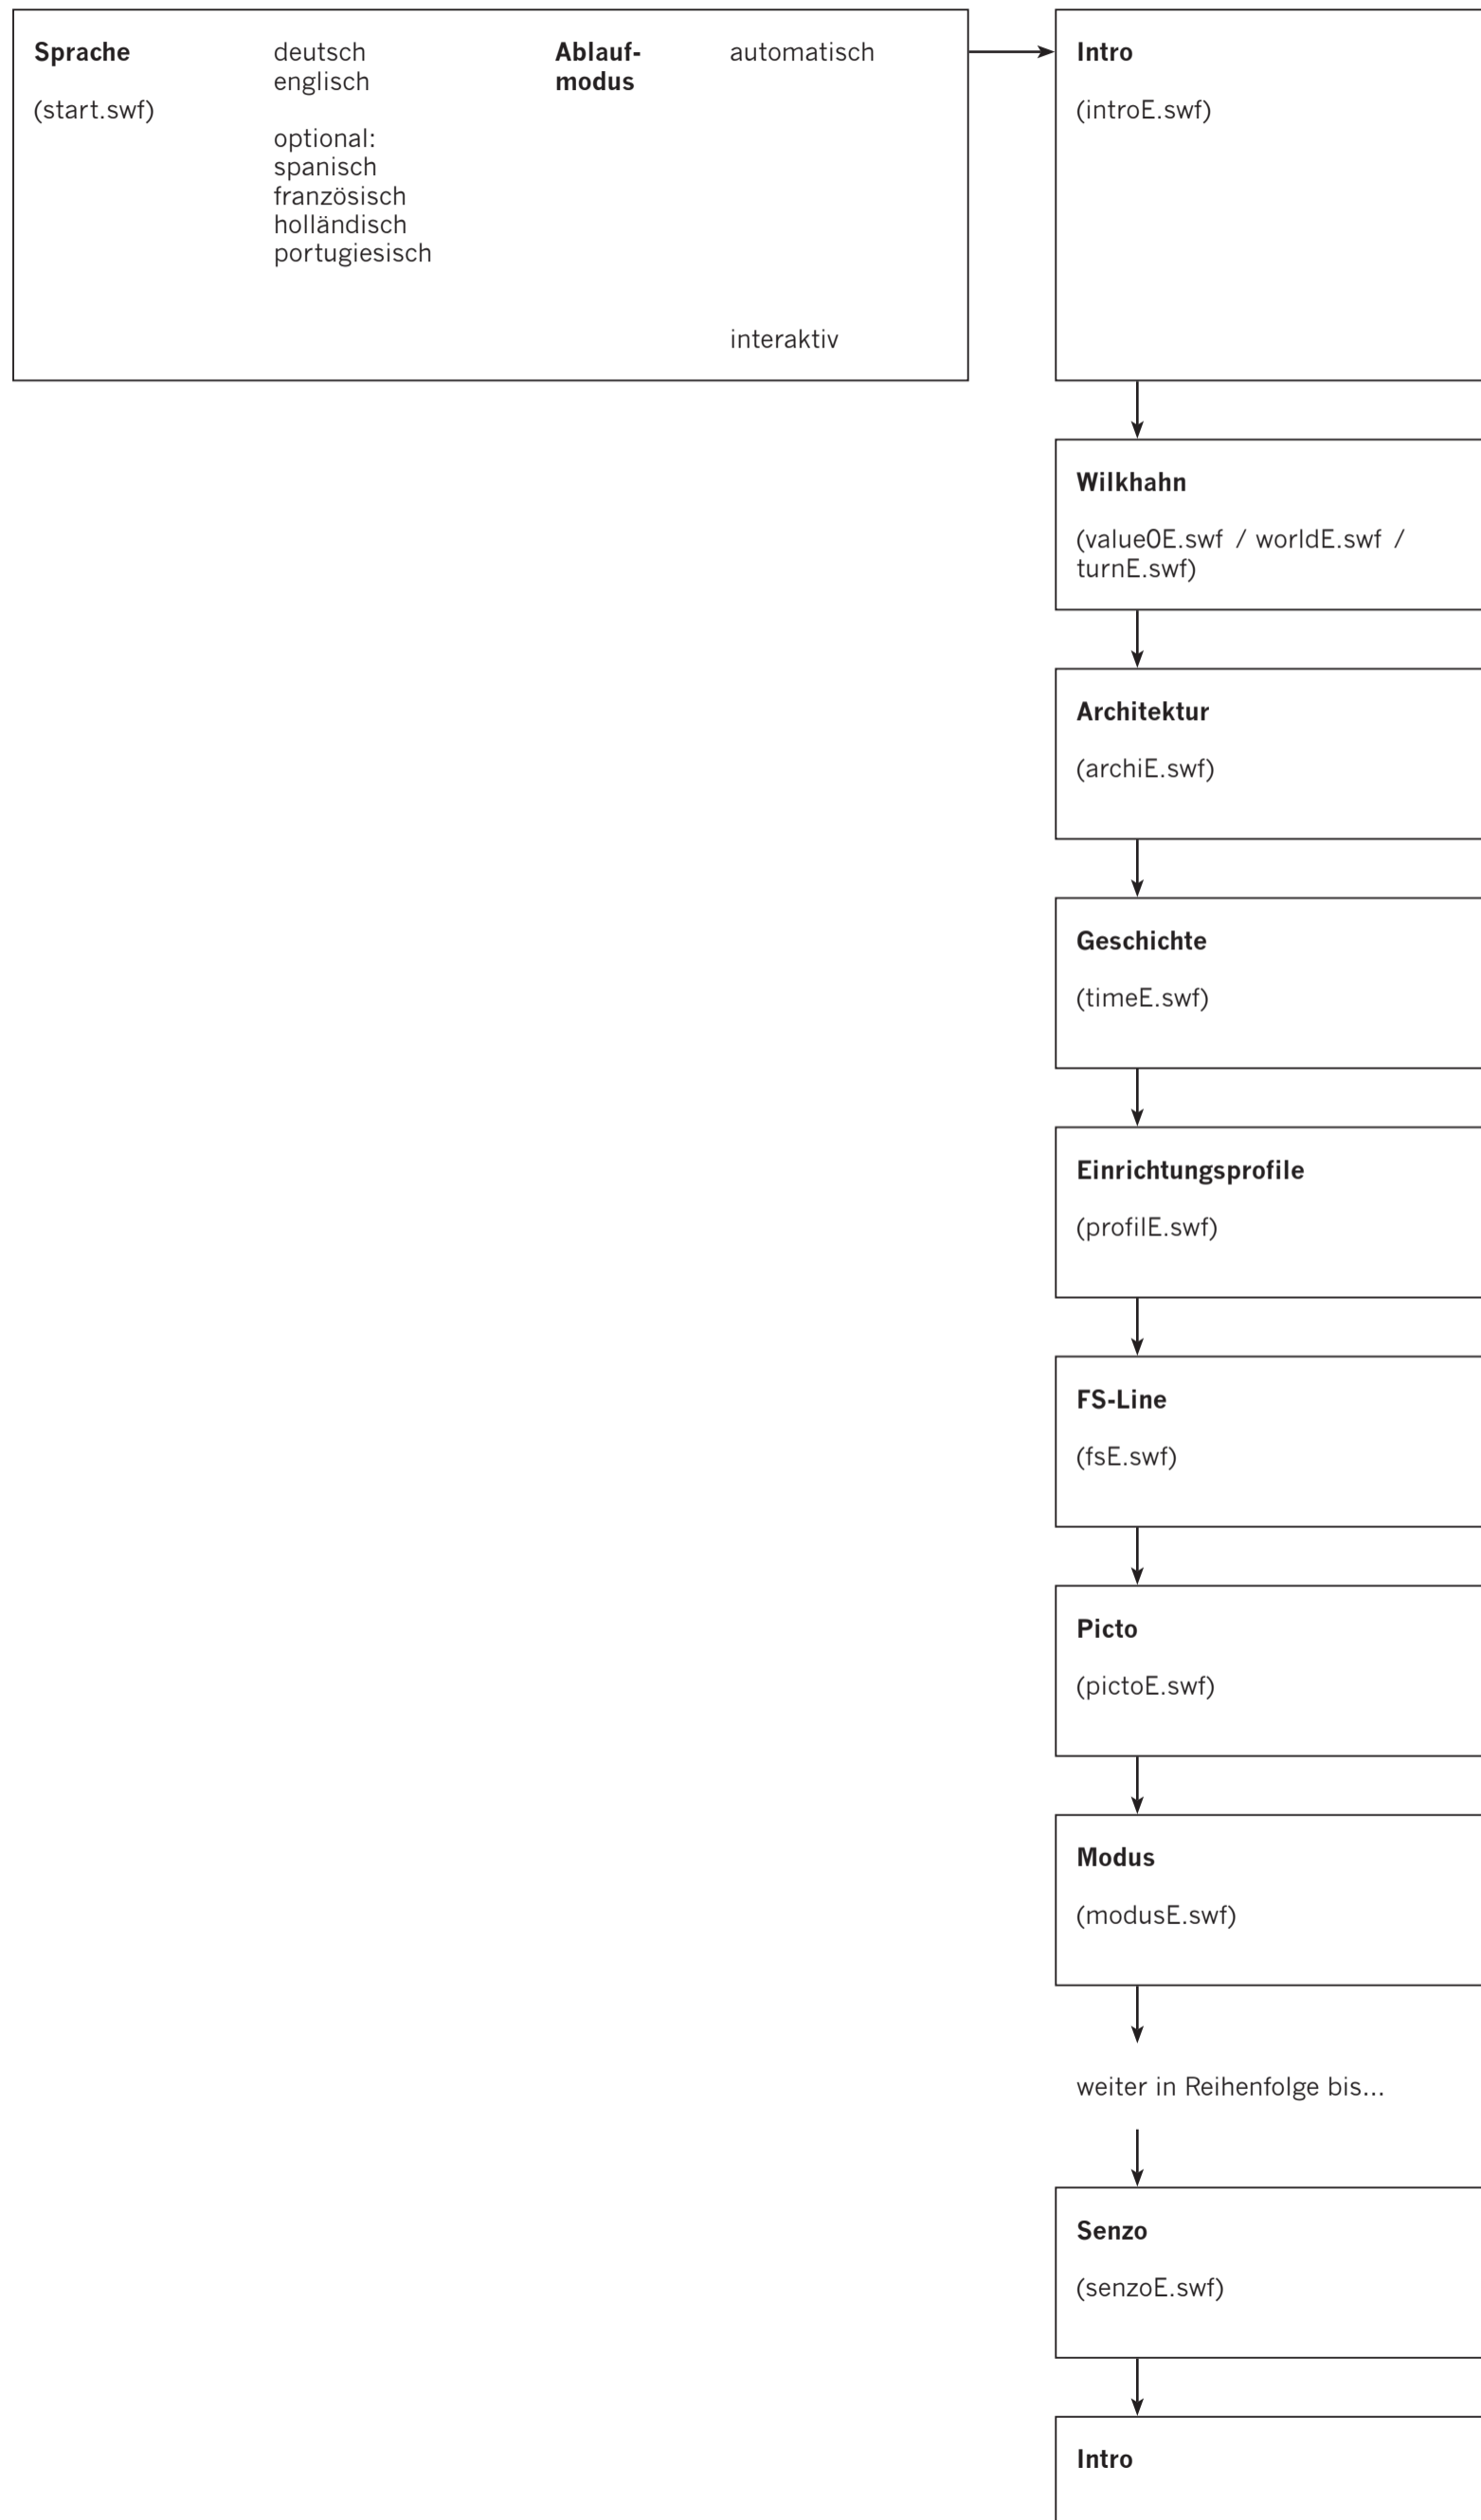 Sprache
(start.swf)
deutsch
englisch
optional:
spanisch
französisch
holländisch
portugiesisch
Ablauf-
modus
automatisch
interaktiv
Intro
(introE.swf)
Wilkhahn
(value0E.swf / worldE.swf /
turnE.swf)
Architektur
(archiE.swf)
Geschichte
(timeE.swf)
Einrichtungsprofile
(profilE.swf)
FS-Line
(fsE.swf)
Picto
(pictoE.swf)
Modus
(modusE.swf)
weiter in Reihenfolge bis...
Senzo
(senzoE.swf)
Intro